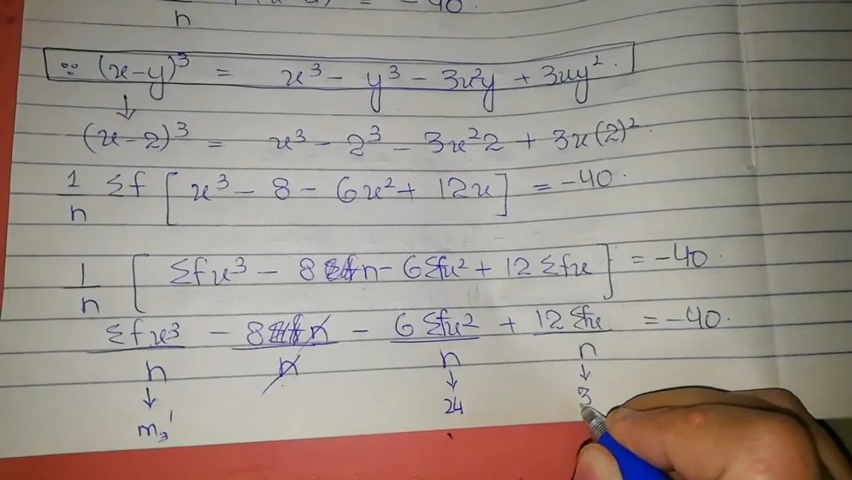 n = -40.
∵ (x-y)³ = x³ - y³ - 3x²y + 3xy².
↓
(x-2)³ = x³ - 2³ - 3x²2 + 3x(2)².
1/n Σf [x³ - 8 - 6x² + 12x] = -40.
1/n [Σfx³ - 8n - 6Σfx² + 12Σfx] = -40.
Σfx³/n - 8n/n - 6Σfx²/n + 12Σfx/n = -40.
↓ ↓ ↓
m₃' 24 3